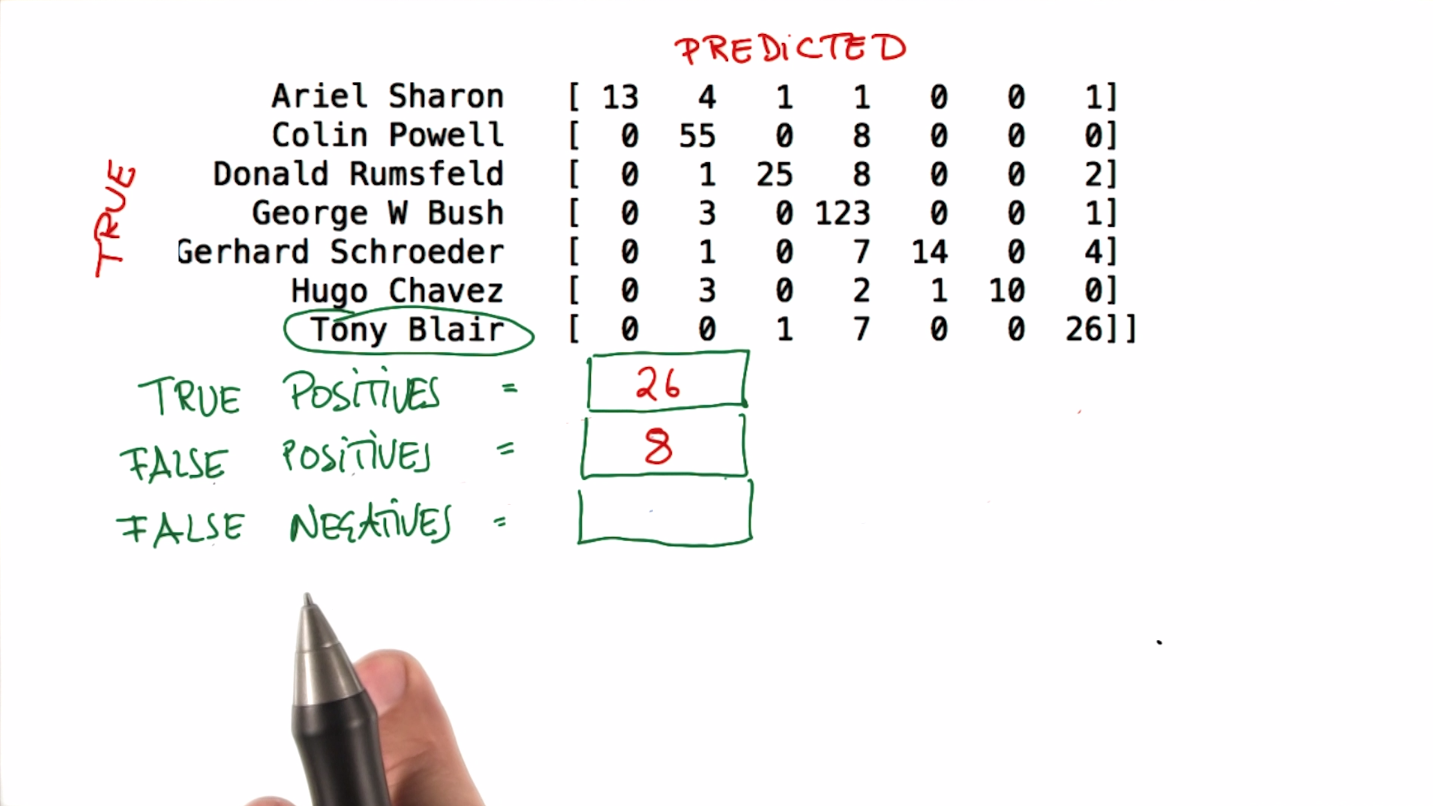 PREDICTED
TRUE
Ariel Sharon [ 13 4 1 1 0 0 1]
Colin Powell [ 0 55 0 8 0 0 0]
Donald Rumsfeld [ 0 1 25 8 0 0 2]
George W Bush [ 0 3 0 123 0 0 1]
Gerhard Schroeder [ 0 1 0 7 14 0 4]
Hugo Chavez [ 0 3 0 2 1 10 0]
Tony Blair [ 0 0 1 7 0 0 26]]
TRUE POSITIVES = 26
FALSE POSITIVES = 8
FALSE NEGATIVES =